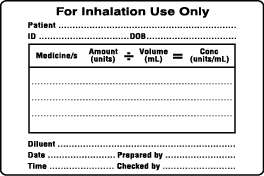 For Inhalation Use Only
Patient ..........................................................
ID ..............................DOB..............................
Medicine/s Amount (units) ÷ Volume (mL) = Conc (units/mL)
Diluent ..........................................................
Date ...................... Prepared by ......................
Time ...................... Checked by ......................